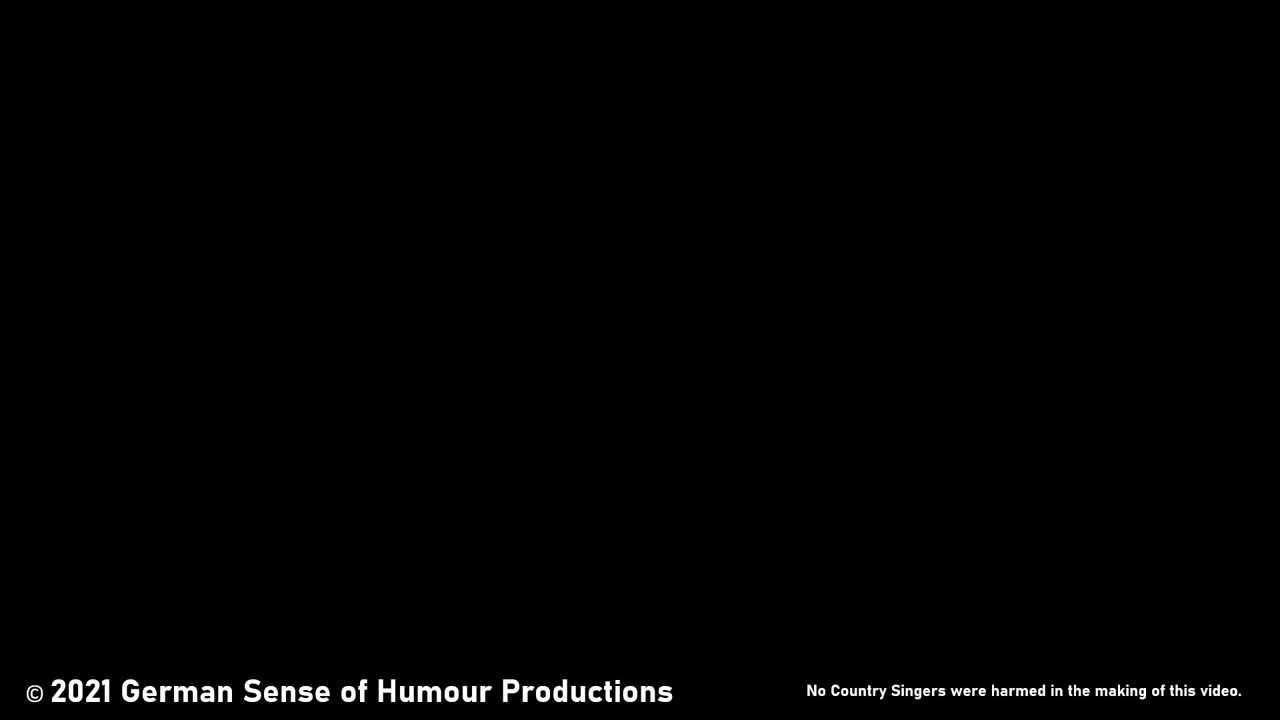 © 2021 German Sense of Humour Productions
No Country Singers were harmed in the making of this video.